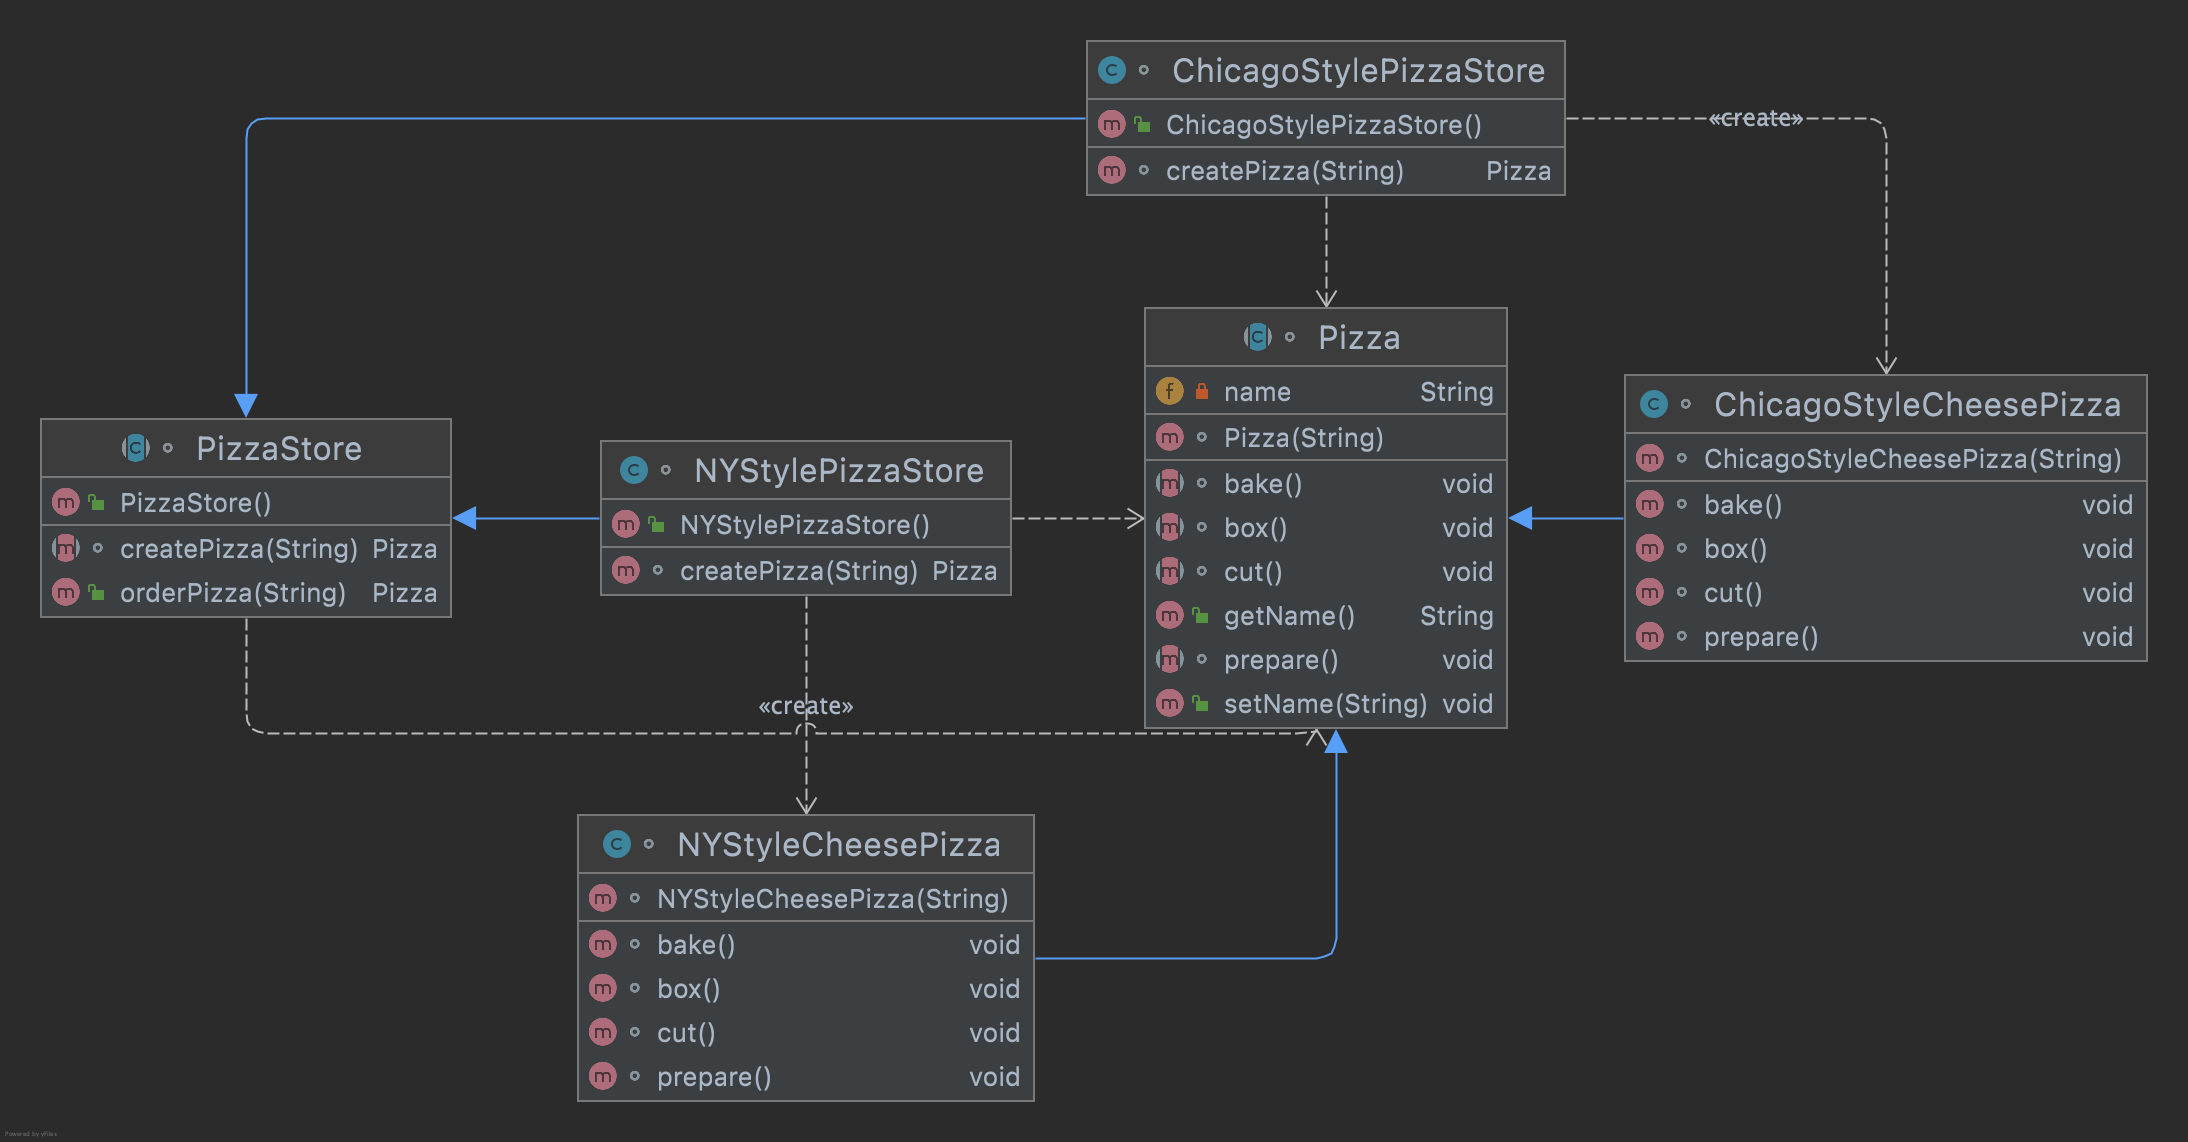 ChicagoStylePizzaStore
ChicagoStylePizzaStore()
createPizza(String) Pizza
«create»
Pizza
name String
Pizza(String)
bake() void
box() void
cut() void
getName() String
prepare() void
setName(String) void
ChicagoStyleCheesePizza
ChicagoStyleCheesePizza(String)
bake() void
box() void
cut() void
prepare() void
PizzaStore
PizzaStore()
createPizza(String) Pizza
orderPizza(String) Pizza
NYStylePizzaStore
NYStylePizzaStore()
createPizza(String) Pizza
«create»
NYStyleCheesePizza
NYStyleCheesePizza(String)
bake() void
box() void
cut() void
prepare() void
Powered by yFiles